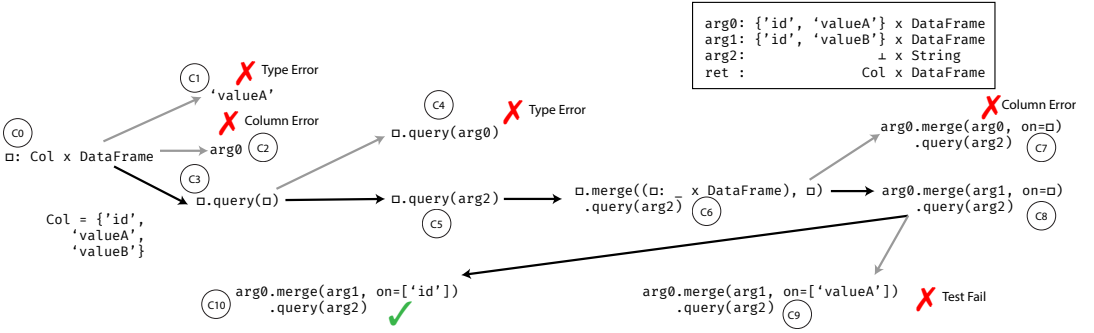 arg0: {'id', 'valueA'} x DataFrame
arg1: {'id', 'valueB'} x DataFrame
arg2: ⊥ x String
ret : Col x DataFrame
C0
□: Col x DataFrame
Col = {'id',
'valueA',
'valueB'}
C1
✗ Type Error
'valueA'
✗ Column Error
arg0 C2
C3
□.query(□)
C4
□.query(arg0)
✗ Type Error
□.query(arg2)
C5
□.merge((□: _ x DataFrame), □)
.query(arg2) C6
✗ Column Error
arg0.merge(arg0, on=□)
.query(arg2) C7
arg0.merge(arg1, on=□)
.query(arg2) C8
arg0.merge(arg1, on=['valueA'])
.query(arg2) C9
✗ Test Fail
C10
arg0.merge(arg1, on=['id'])
.query(arg2)
✓